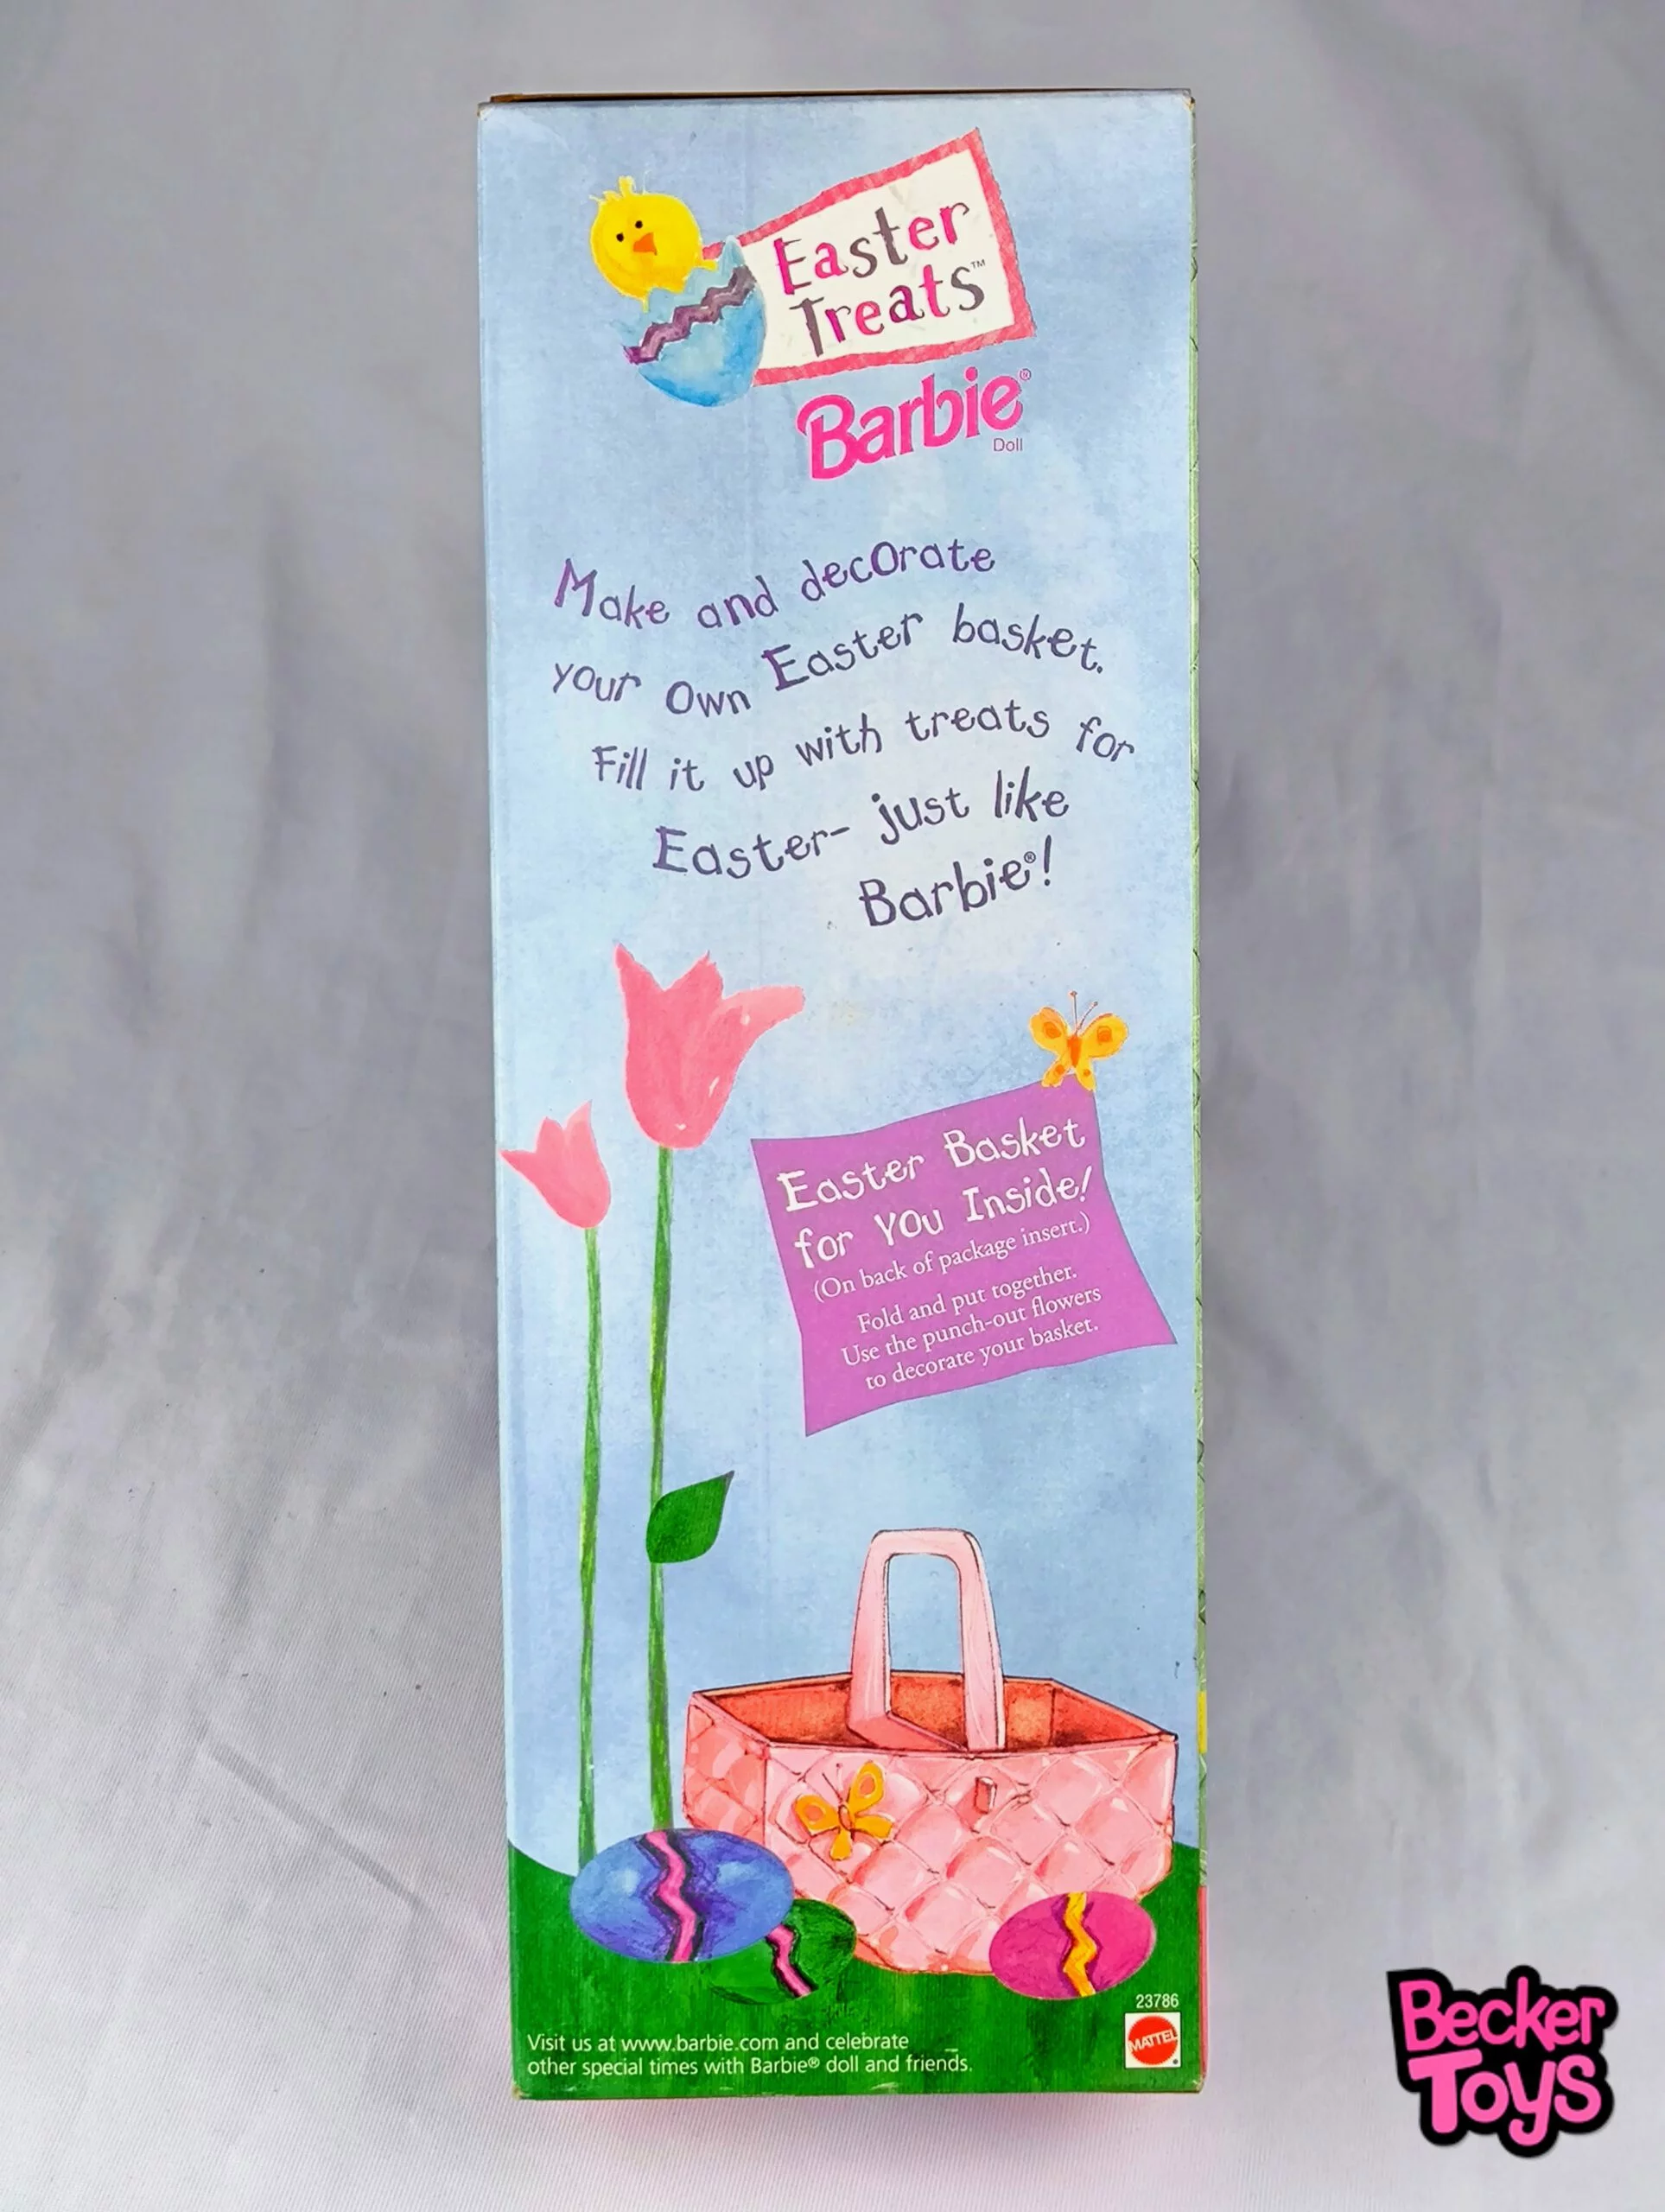 Easter
Treats™
Barbie®
Doll
Make and decorate
your own Easter basket.
Fill it up with treats for
Easter- just like
Barbie®!
Easter Basket
for You Inside!
(On back of package insert.)
Fold and put together.
Use the punch-out flowers
to decorate your basket.
23786
MATTEL
Visit us at www.barbie.com and celebrate
other special times with Barbie® doll and friends.
Becker
Toys